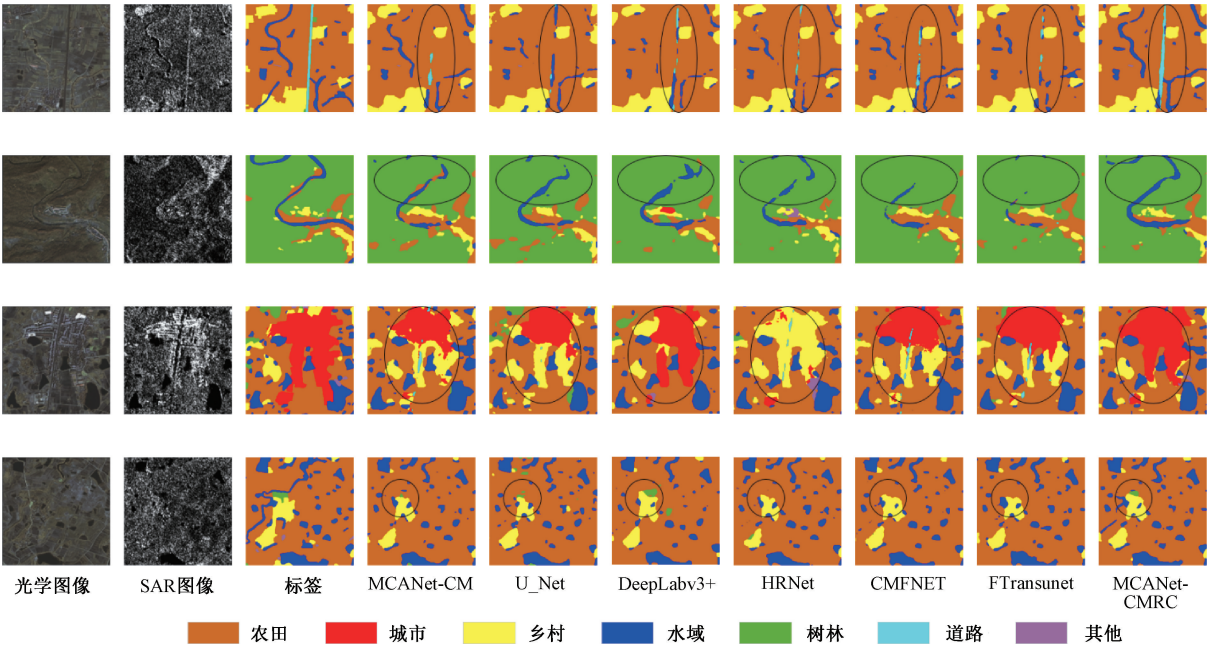 光学图像 SAR图像 标签 MCANet-CM U_Net DeepLabv3+ HRNet CMFNET FTransunet MCANet-
CMRC
农田 城市 乡村 水域 树林 道路 其他